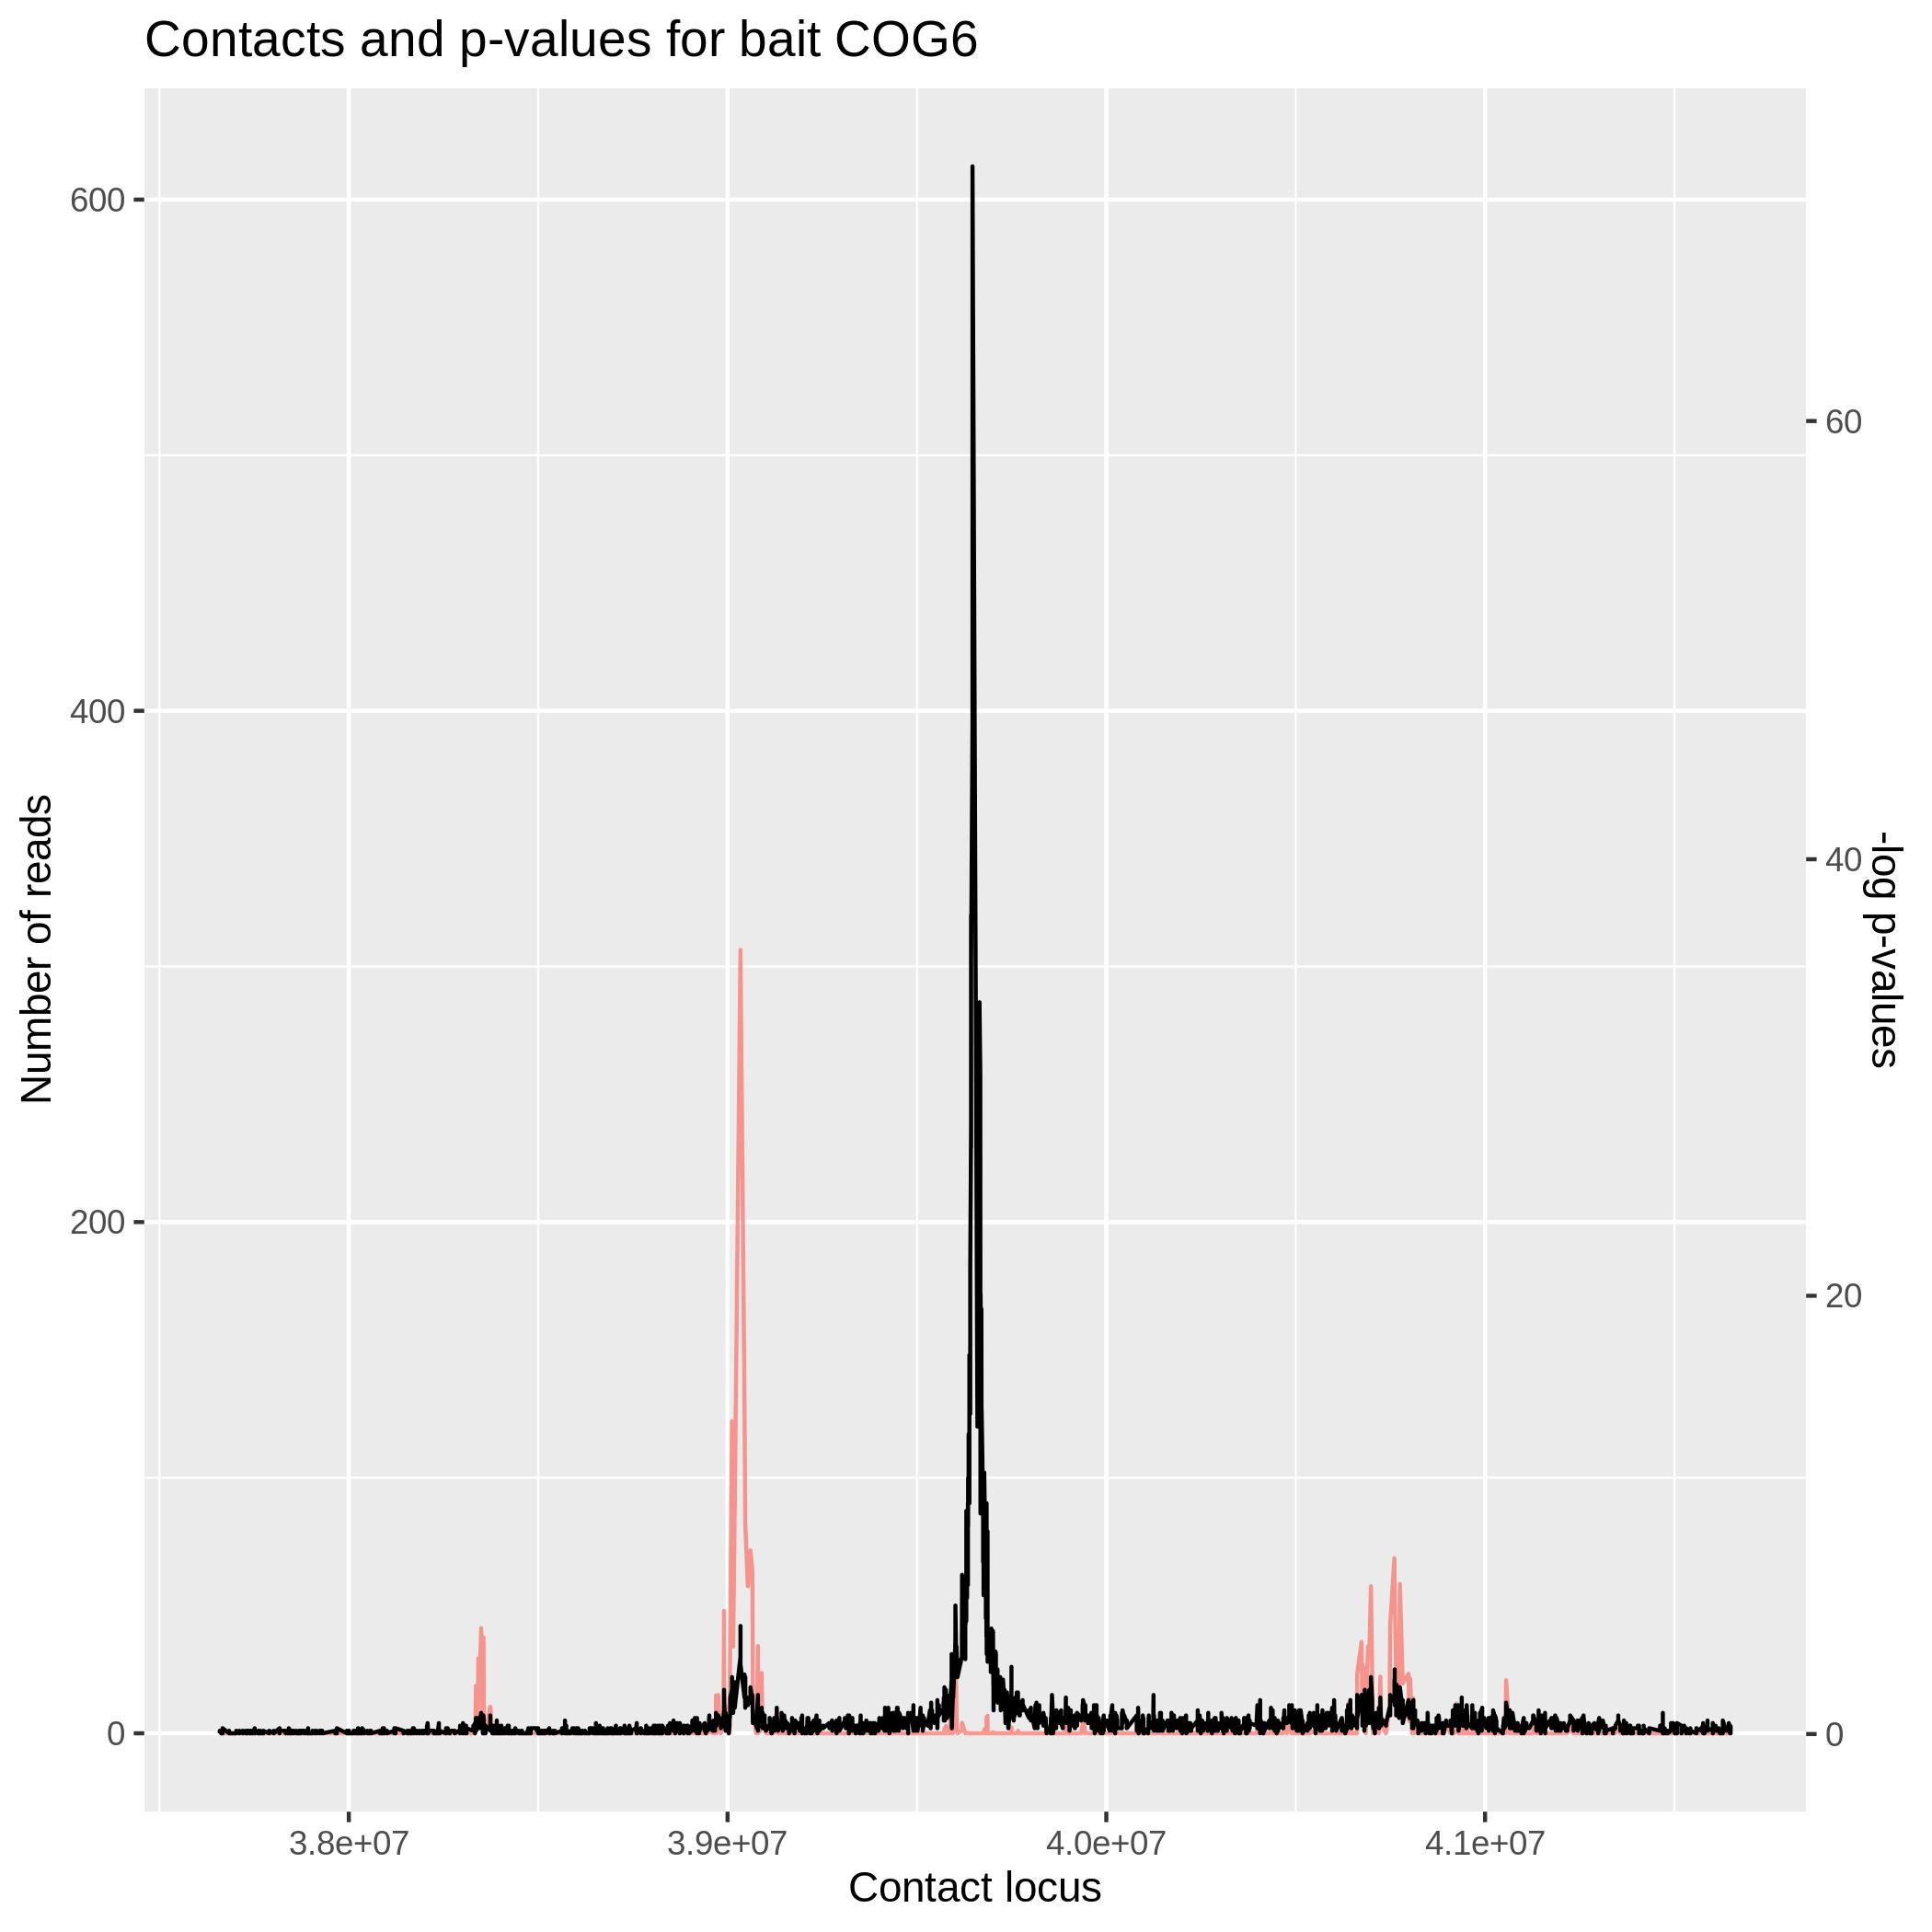 Contacts and p-values for bait COG6
600
400
200
0
Number of reads
60
40
20
0
-log p-values
3.8e+07
3.9e+07
4.0e+07
4.1e+07
Contact locus